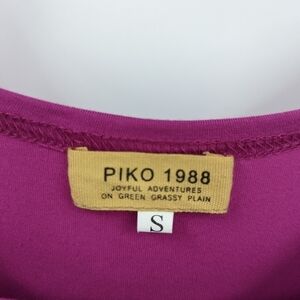 PIKO 1988
JOYFUL ADVENTURES
ON GREEN GRASSY PLAIN
S